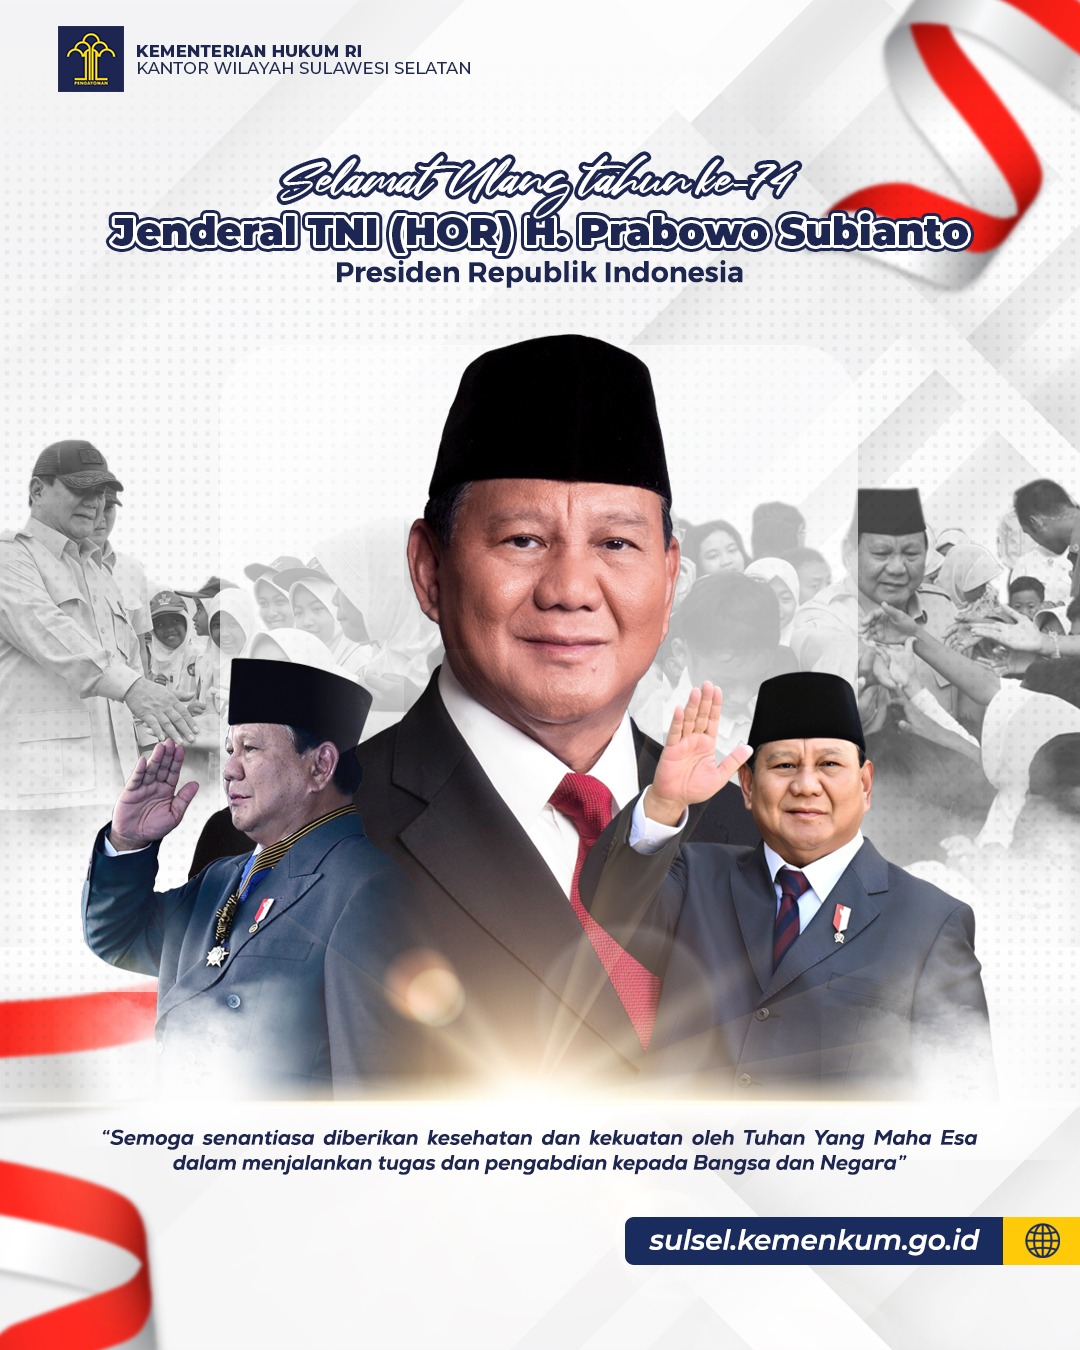 PENGAYOMAN
KEMENTERIAN HUKUM RI
KANTOR WILAYAH SULAWESI SELATAN
Selamat Ulang tahun ke-74
Jenderal TNI (HOR) H. Prabowo Subianto
Presiden Republik Indonesia
“Semoga senantiasa diberikan kesehatan dan kekuatan oleh Tuhan Yang Maha Esa
dalam menjalankan tugas dan pengabdian kepada Bangsa dan Negara”
sulsel.kemenkum.go.id